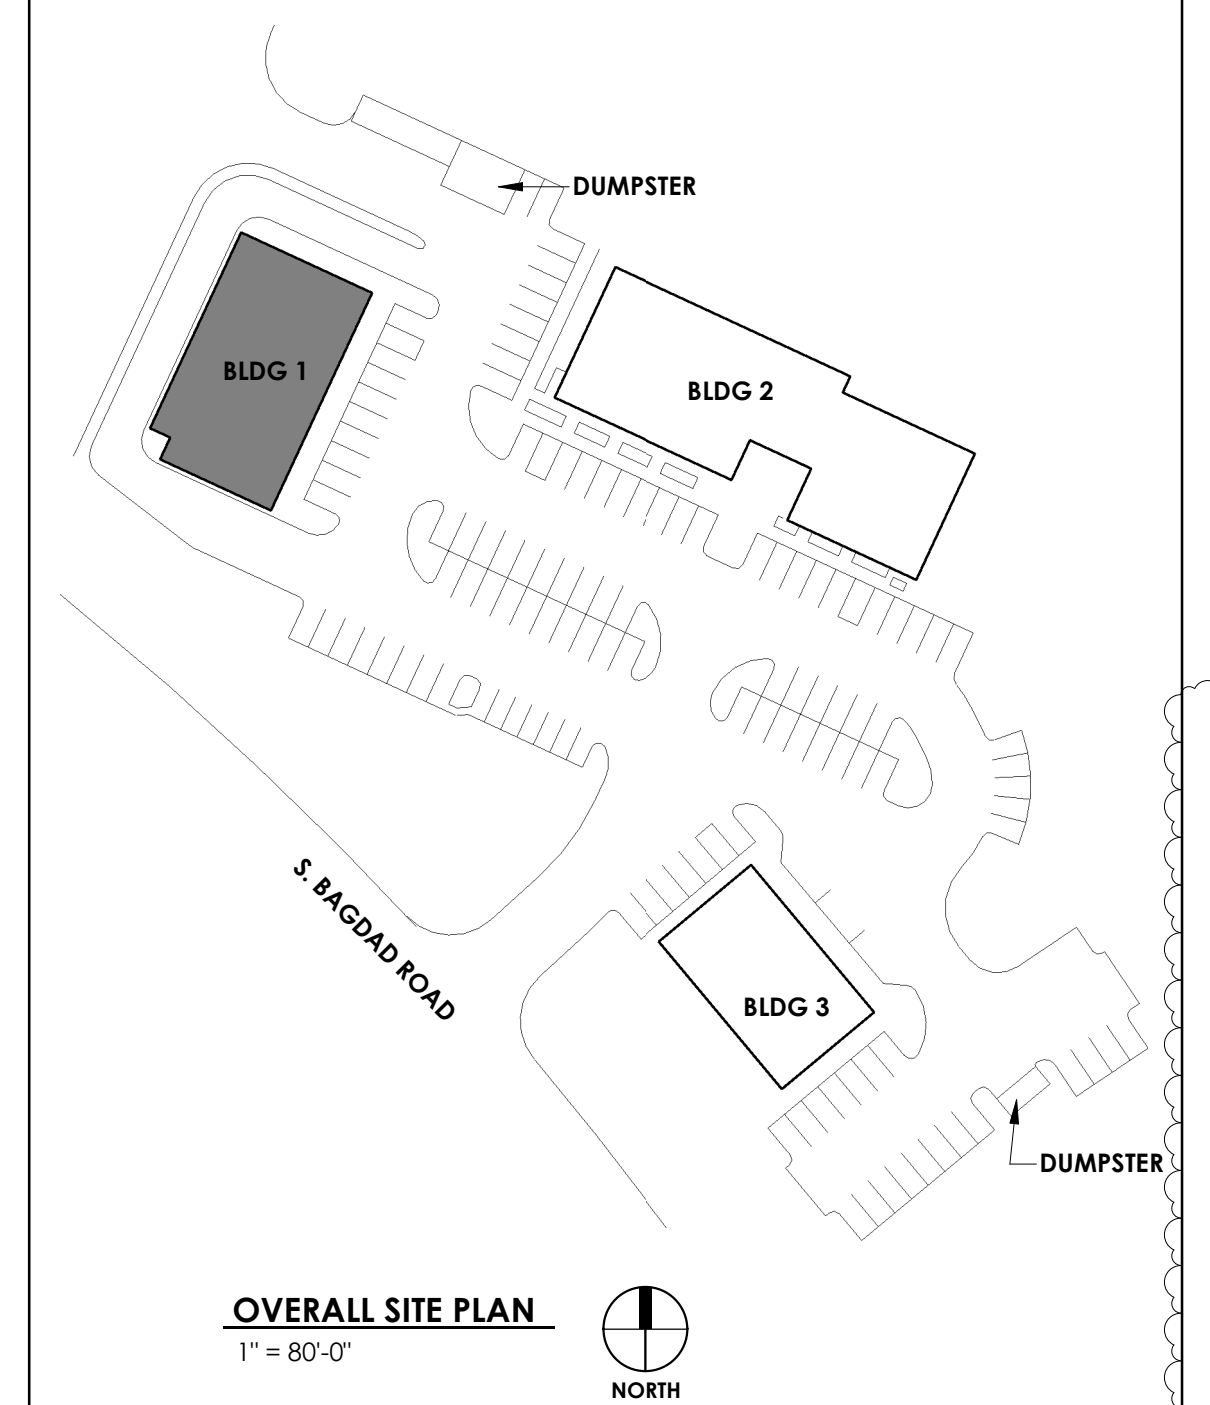 DUMPSTER
BLDG 1
BLDG 2
S. BAGDAD ROAD
BLDG 3
DUMPSTER
OVERALL SITE PLAN
1" = 80'-0"
NORTH